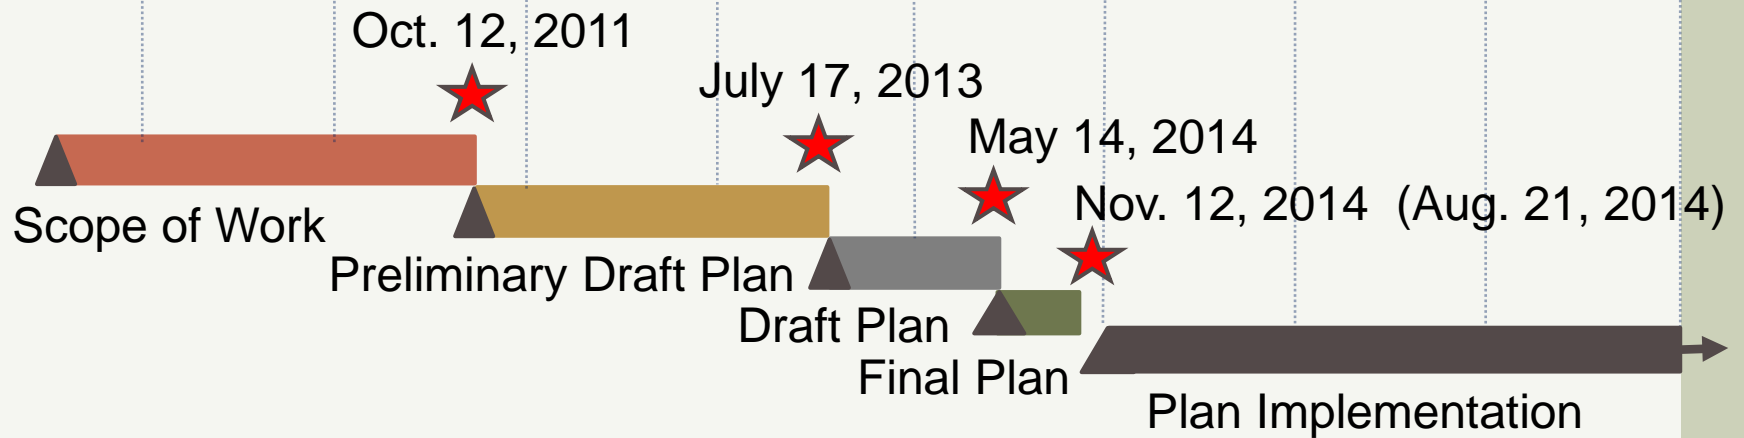 Oct. 12, 2011
July 17, 2013
May 14, 2014
Nov. 12, 2014 (Aug. 21, 2014)
Scope of Work
Preliminary Draft Plan
Draft Plan
Final Plan
Plan Implementation